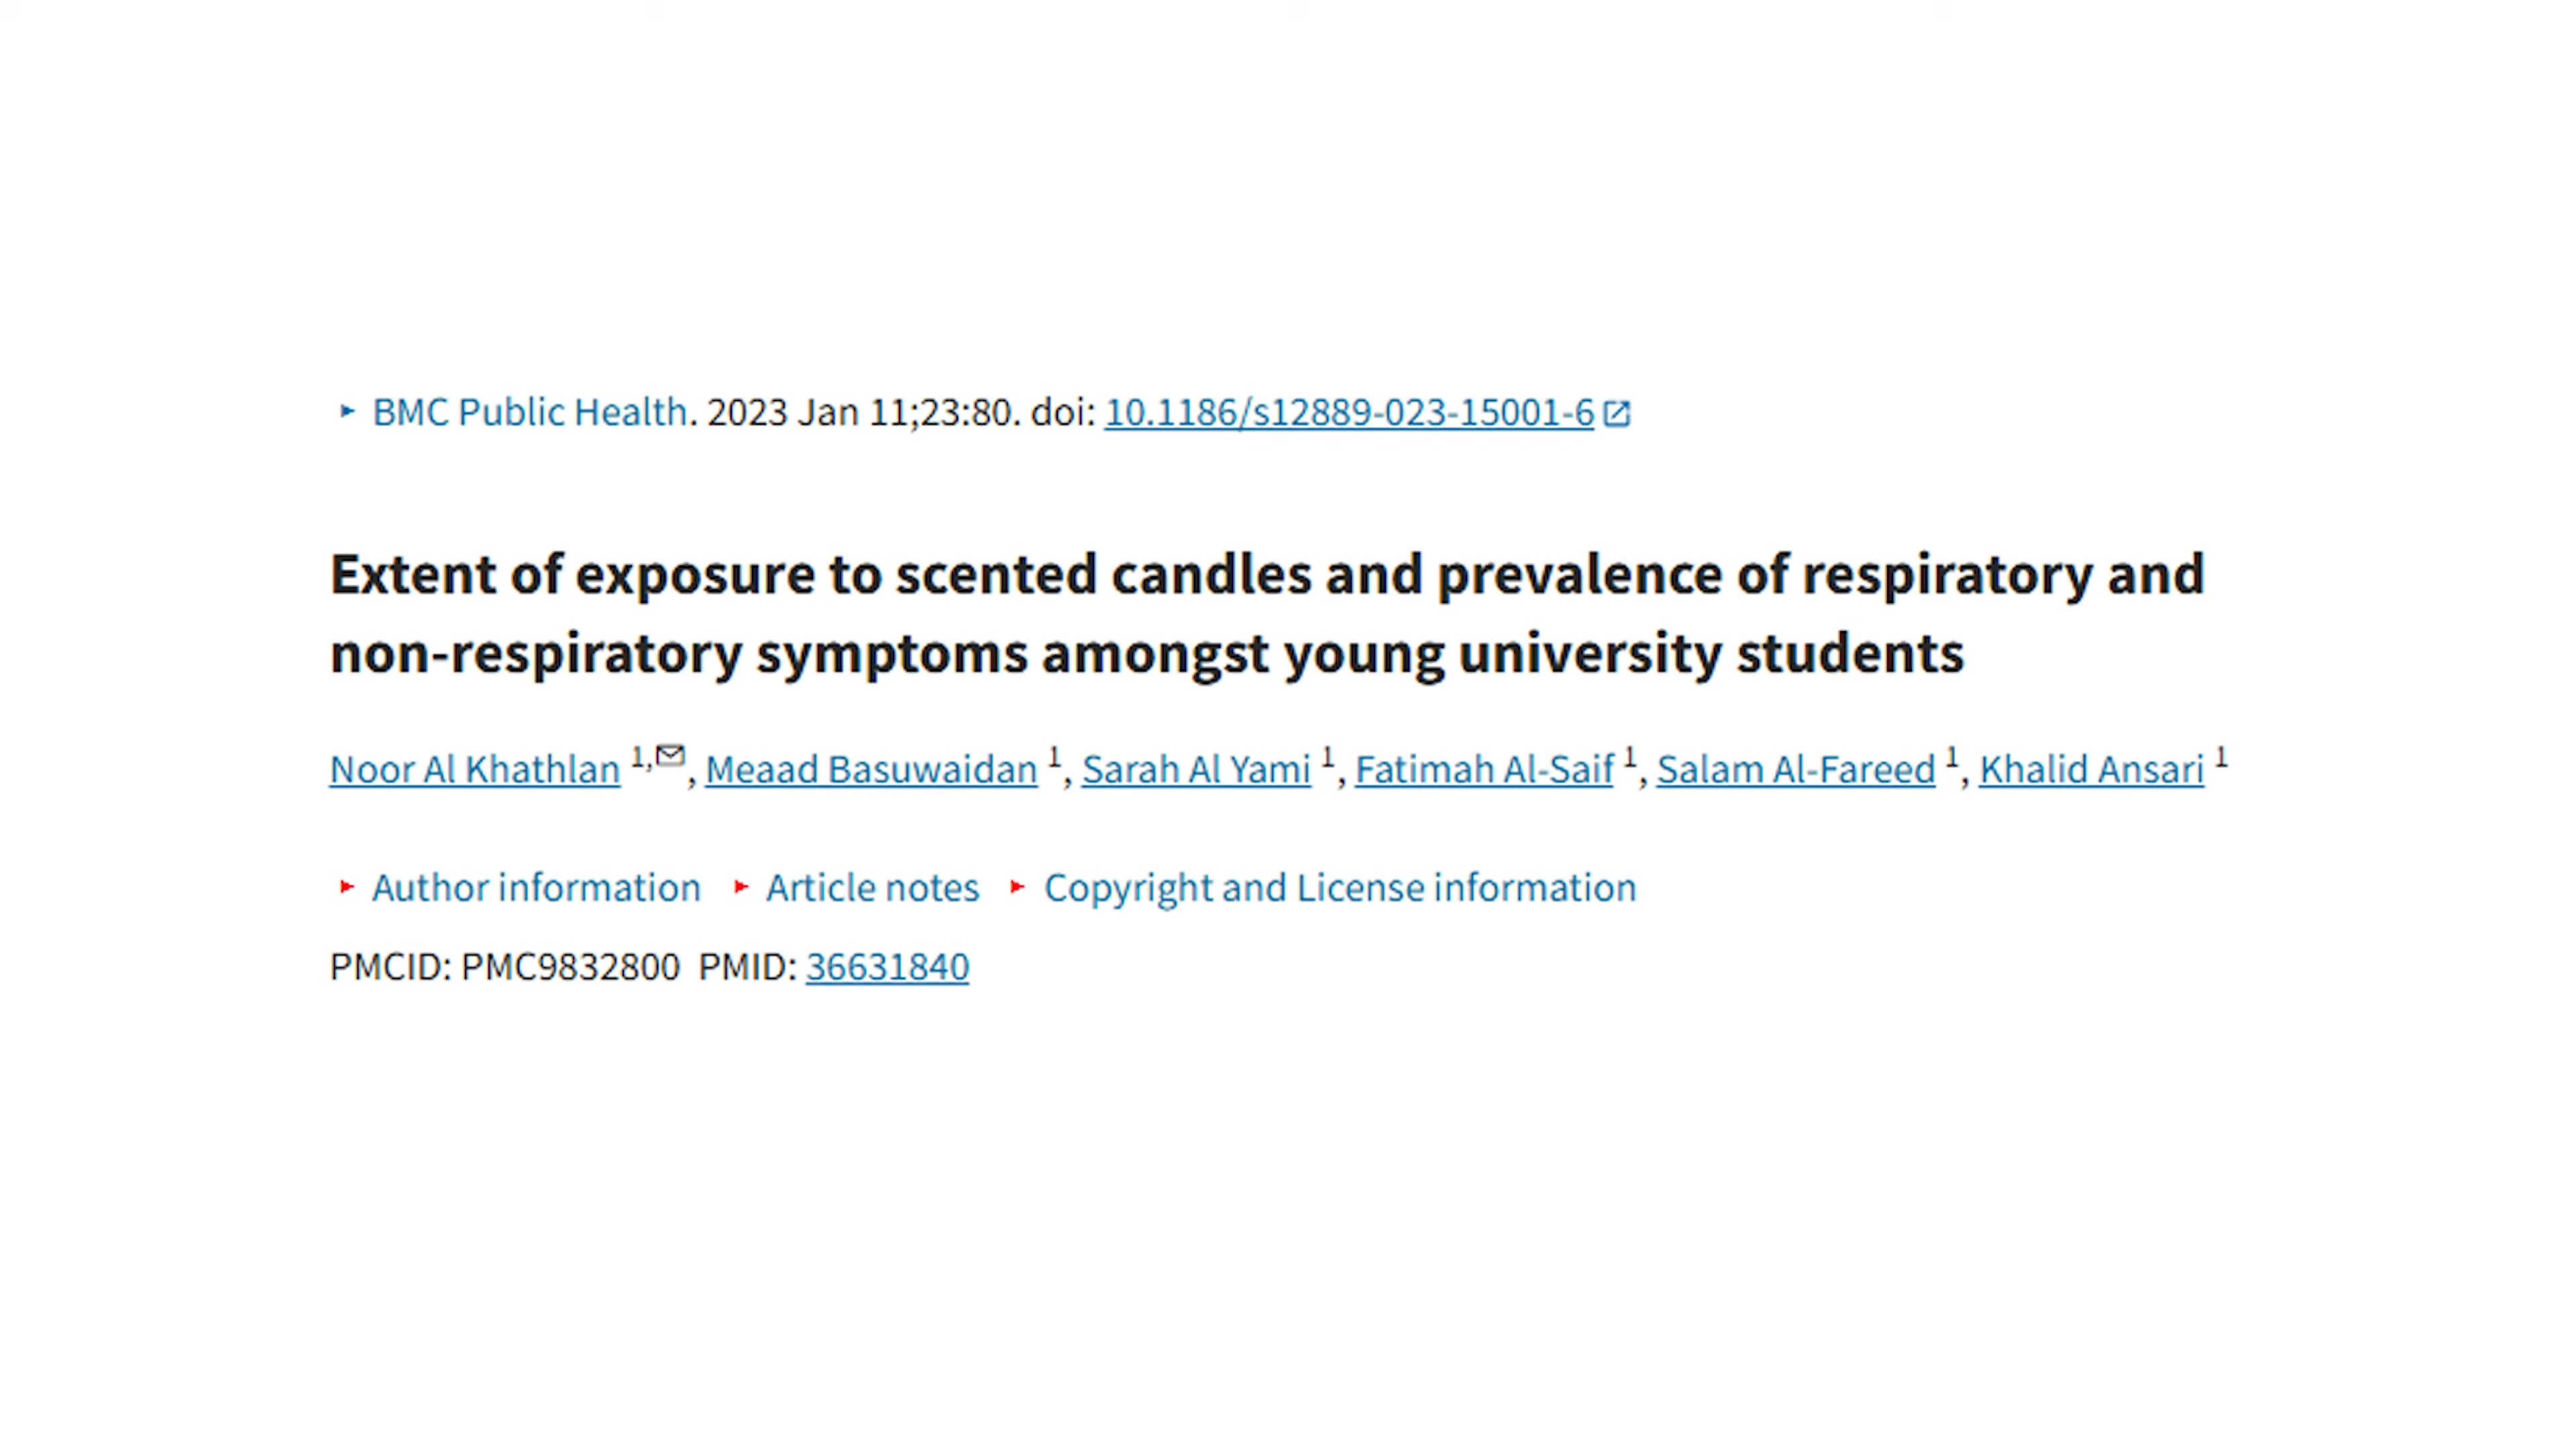 BMC Public Health. 2023 Jan 11;23:80. doi: 10.1186/s12889-023-15001-6
Extent of exposure to scented candles and prevalence of respiratory and
non-respiratory symptoms amongst young university students
Noor Al Khathlan 1,✉, Meaad Basuwaidan 1, Sarah Al Yami 1, Fatimah Al-Saif 1, Salam Al-Fareed 1, Khalid Ansari 1
Author information Article notes Copyright and License information
PMCID: PMC9832800 PMID: 36631840